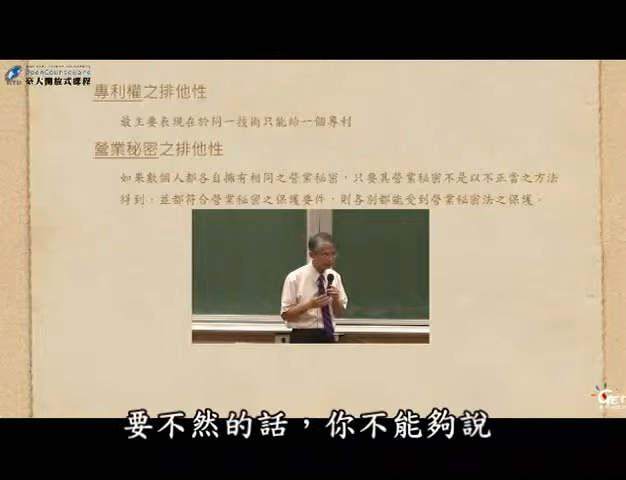 OpenCourseWare
臺大開放式課程
專利權之排他性
最主要表現在於同一技術只能給一個專利
營業秘密之排他性
如果數個人都各自擁有相同之營業秘密，只要其營業秘密不是以不正當之方法
得到，並都符合營業秘密之保護要件，則各別都能受到營業秘密法之保護。
要不然的話，你不能夠說